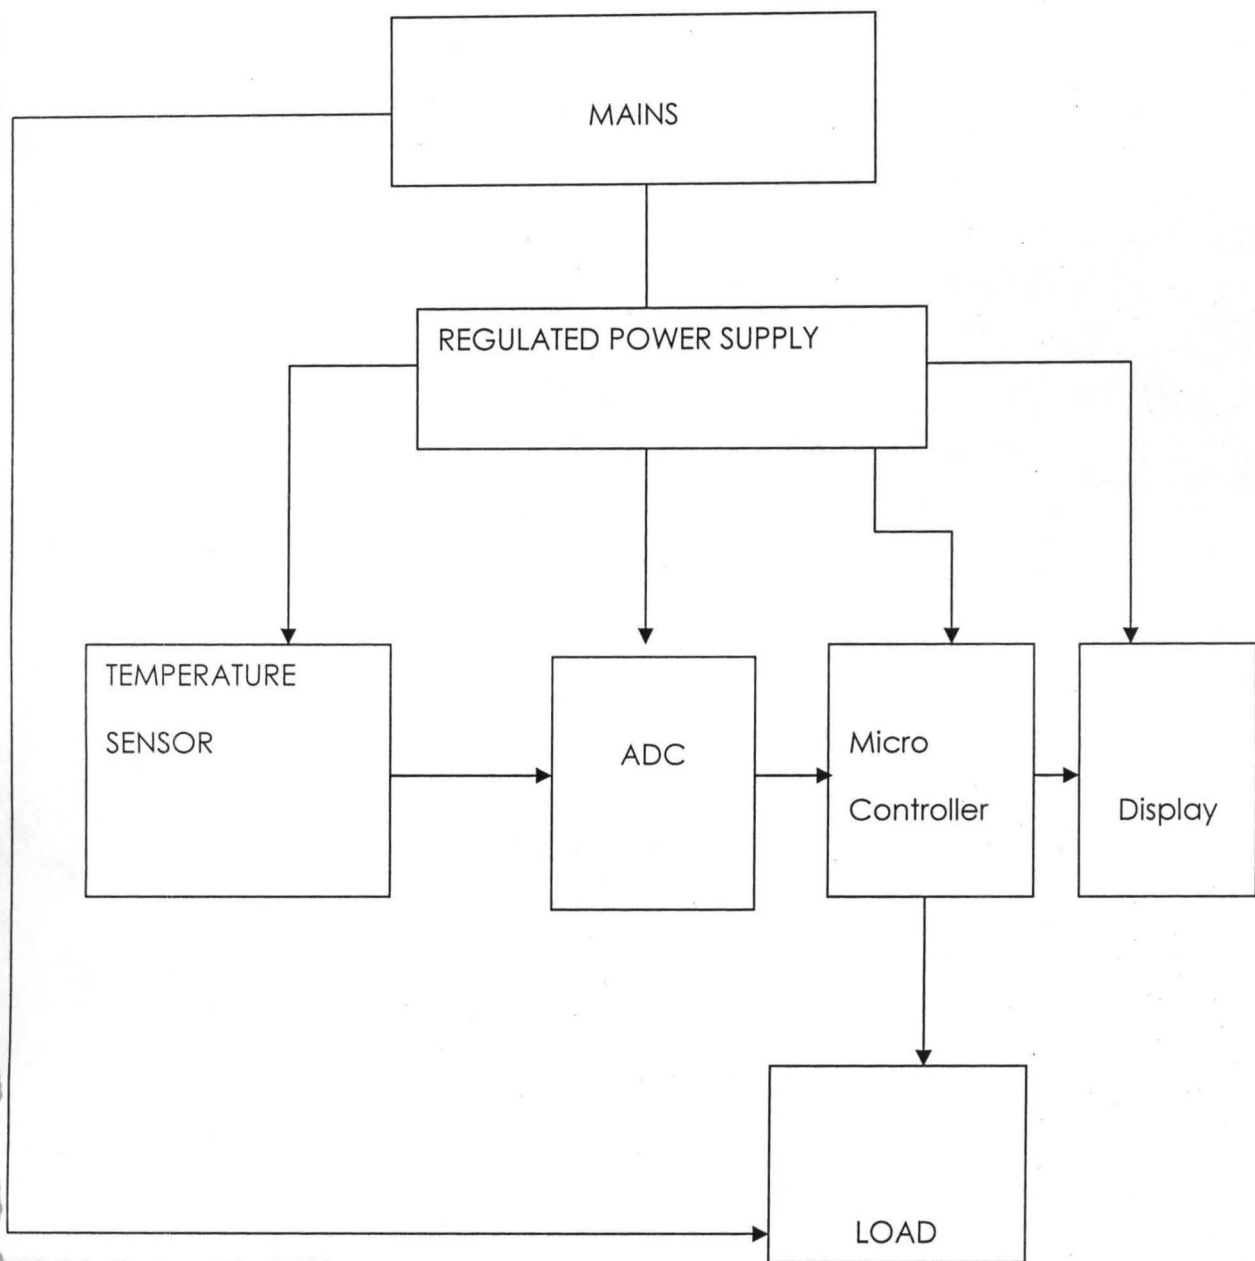 MAINS
REGULATED POWER SUPPLY
TEMPERATURE
SENSOR
ADC
Micro
Controller
Display
LOAD